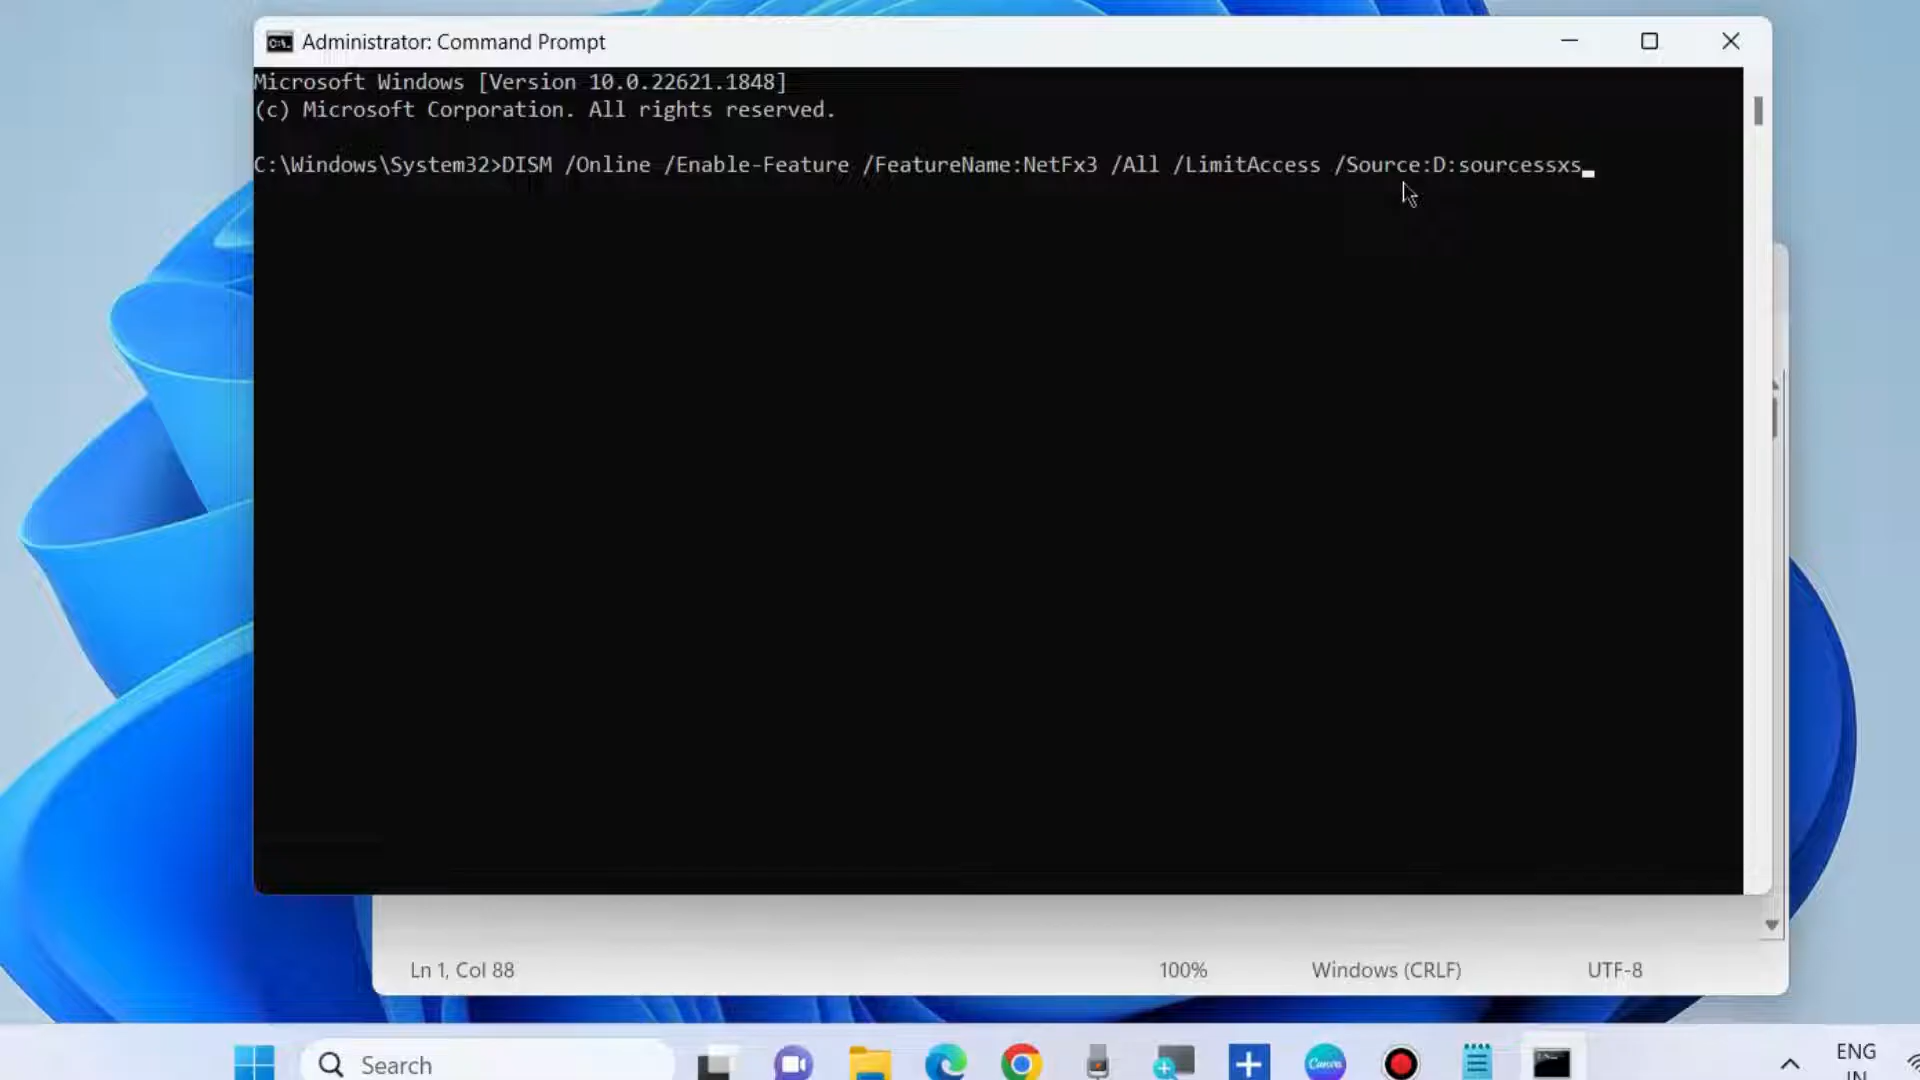 Administrator: Command Prompt
Microsoft Windows [Version 10.0.22621.1848]
(c) Microsoft Corporation. All rights reserved.
C:\Windows\System32>DISM /Online /Enable-Feature /FeatureName:NetFx3 /All /LimitAccess /Source:D:sourcessxs
Ln 1, Col 88
100%
Windows (CRLF)
UTF-8
Search
Canva
ENG
IN